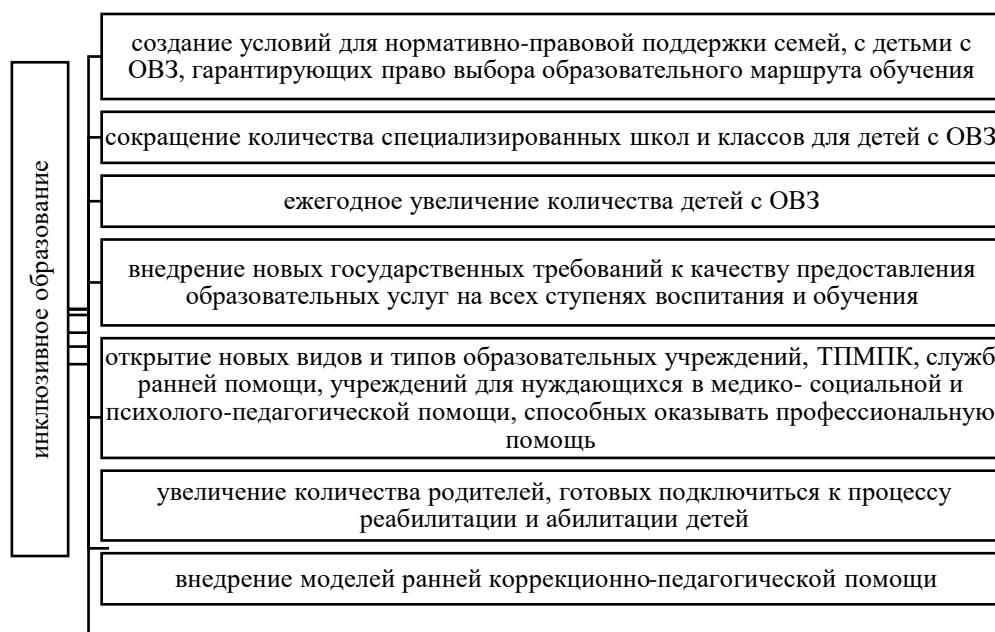 инклюзивное образование
создание условий для нормативно-правовой поддержки семей, с детьми с
ОВЗ, гарантирующих право выбора образовательного маршрута обучения
сокращение количества специализированных школ и классов для детей с ОВЗ
ежегодное увеличение количества детей с ОВЗ
внедрение новых государственных требований к качеству предоставления
образовательных услуг на всех ступенях воспитания и обучения
открытие новых видов и типов образовательных учреждений, ТПМПК, служб
ранней помощи, учреждений для нуждающихся в медико- социальной и
психолого-педагогической помощи, способных оказывать профессиональную
помощь
увеличение количества родителей, готовых подключиться к процессу
реабилитации и абилитации детей
внедрение моделей ранней коррекционно-педагогической помощи